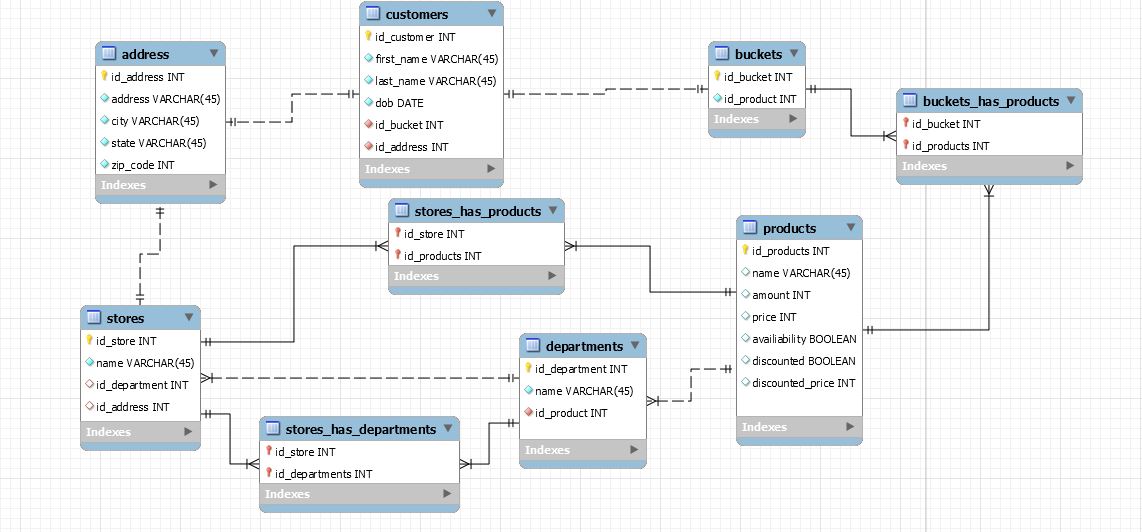 customers
id_customer INT
first_name VARCHAR(45)
last_name VARCHAR(45)
dob DATE
id_bucket INT
id_address INT
Indexes
address
id_address INT
address VARCHAR(45)
city VARCHAR(45)
state VARCHAR(45)
zip_code INT
Indexes
buckets
id_bucket INT
id_product INT
Indexes
buckets_has_products
id_bucket INT
id_products INT
Indexes
stores_has_products
id_store INT
id_products INT
Indexes
products
id_products INT
name VARCHAR(45)
amount INT
price INT
availiability BOOLEAN
discounted BOOLEAN
discounted_price INT
Indexes
stores
id_store INT
name VARCHAR(45)
id_department INT
id_address INT
Indexes
departments
id_department INT
name VARCHAR(45)
id_product INT
Indexes
stores_has_departments
id_store INT
id_departments INT
Indexes